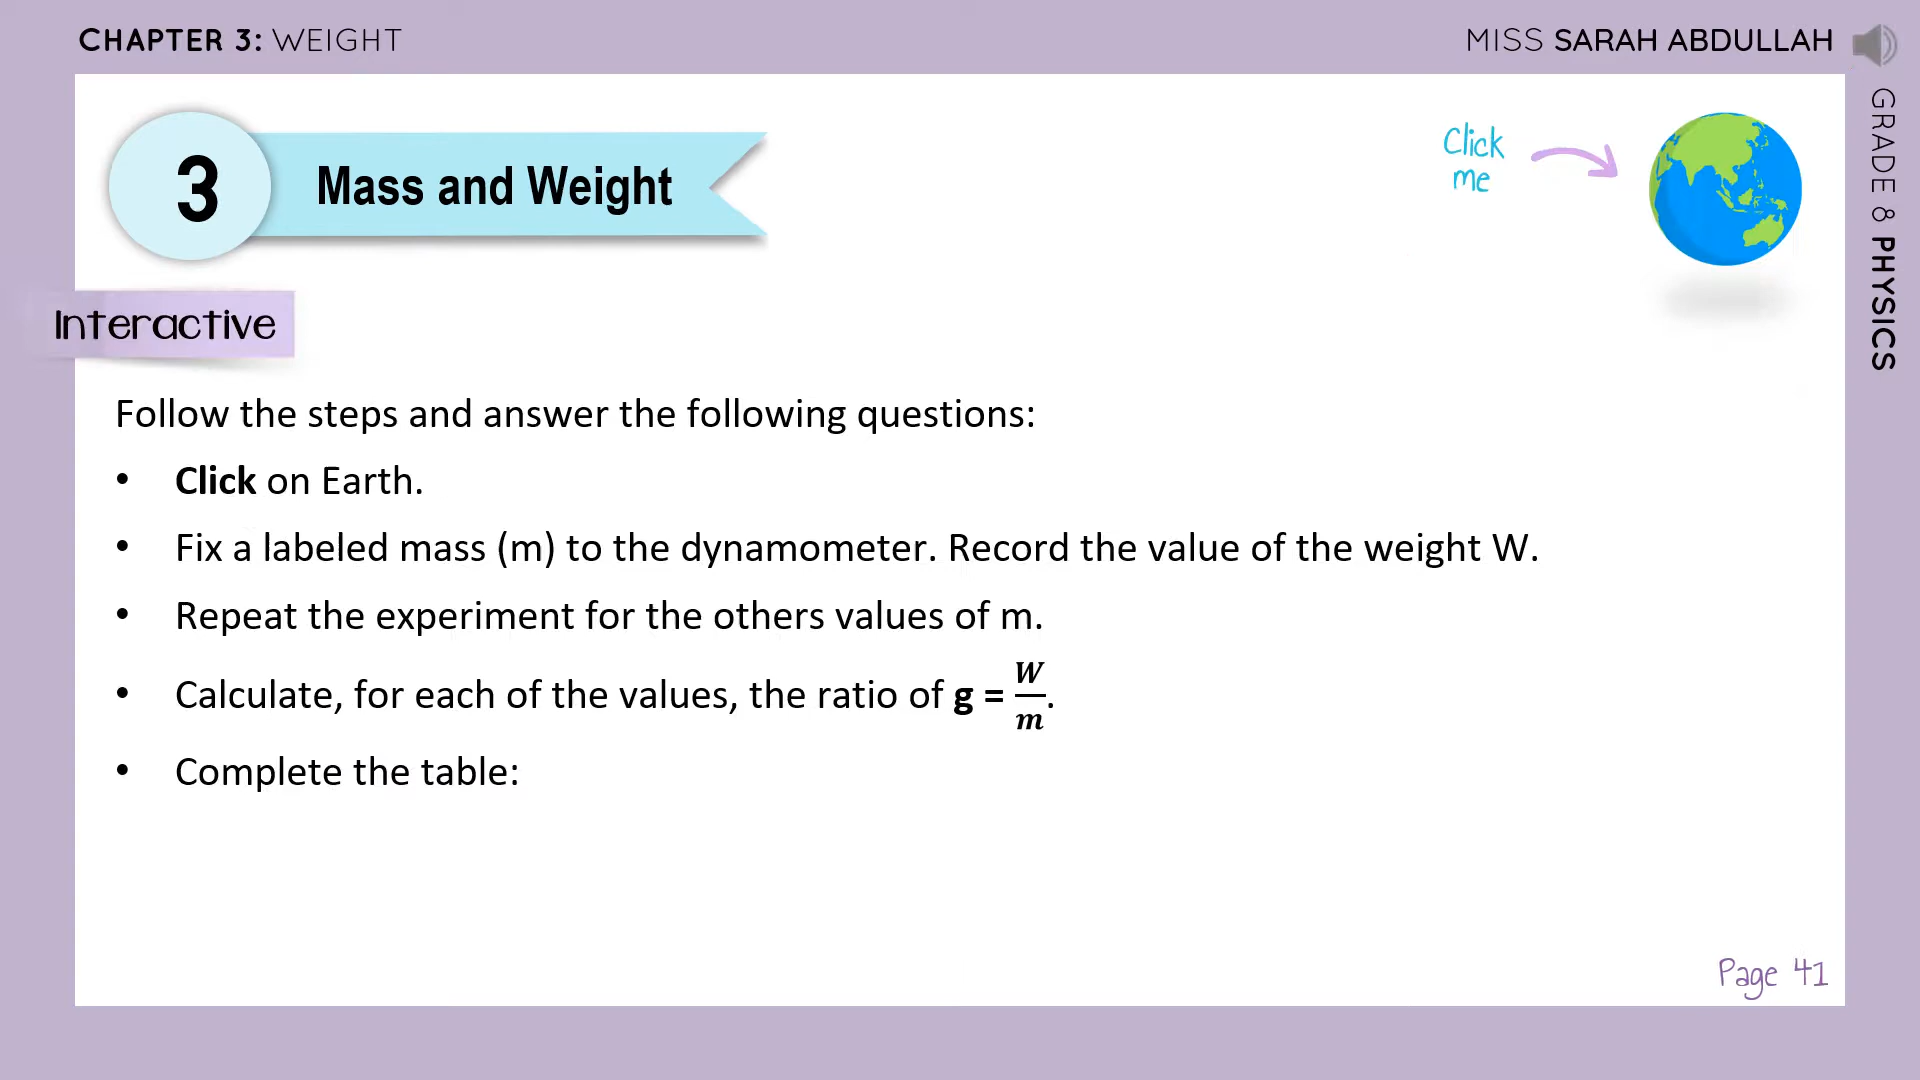 CHAPTER 3: WEIGHT
MISS SARAH ABDULLAH
GRADE 8 PHYSICS
3
Mass and Weight
Click
me
Interactive
Follow the steps and answer the following questions:
• Click on Earth.
• Fix a labeled mass (m) to the dynamometer. Record the value of the weight W.
• Repeat the experiment for the others values of m.
• Calculate, for each of the values, the ratio of g = W/m.
• Complete the table:
Page 41